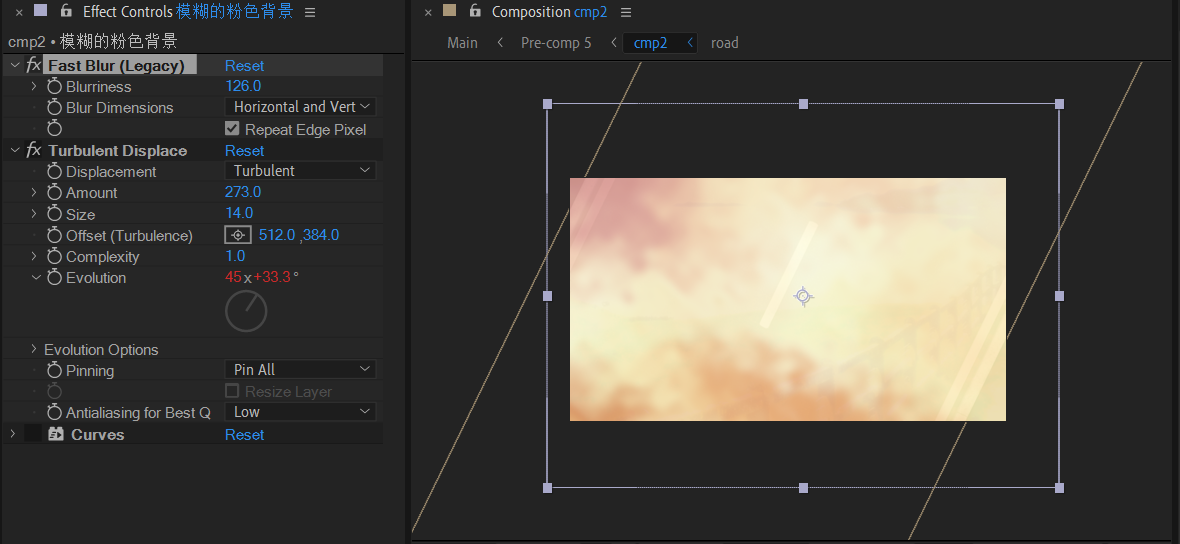 Effect Controls 模糊的粉色背景
cmp2 • 模糊的粉色背景
fx Fast Blur (Legacy) Reset
Blurriness 126.0
Blur Dimensions Horizontal and Vert
Repeat Edge Pixel
fx Turbulent Displace Reset
Displacement Turbulent
Amount 273.0
Size 14.0
Offset (Turbulence) 512.0 ,384.0
Complexity 1.0
Evolution 45x+33.3°
Evolution Options
Pinning Pin All
Resize Layer
Antialiasing for Best Q Low
Curves Reset
Composition cmp2
Main Pre-comp 5 cmp2 road